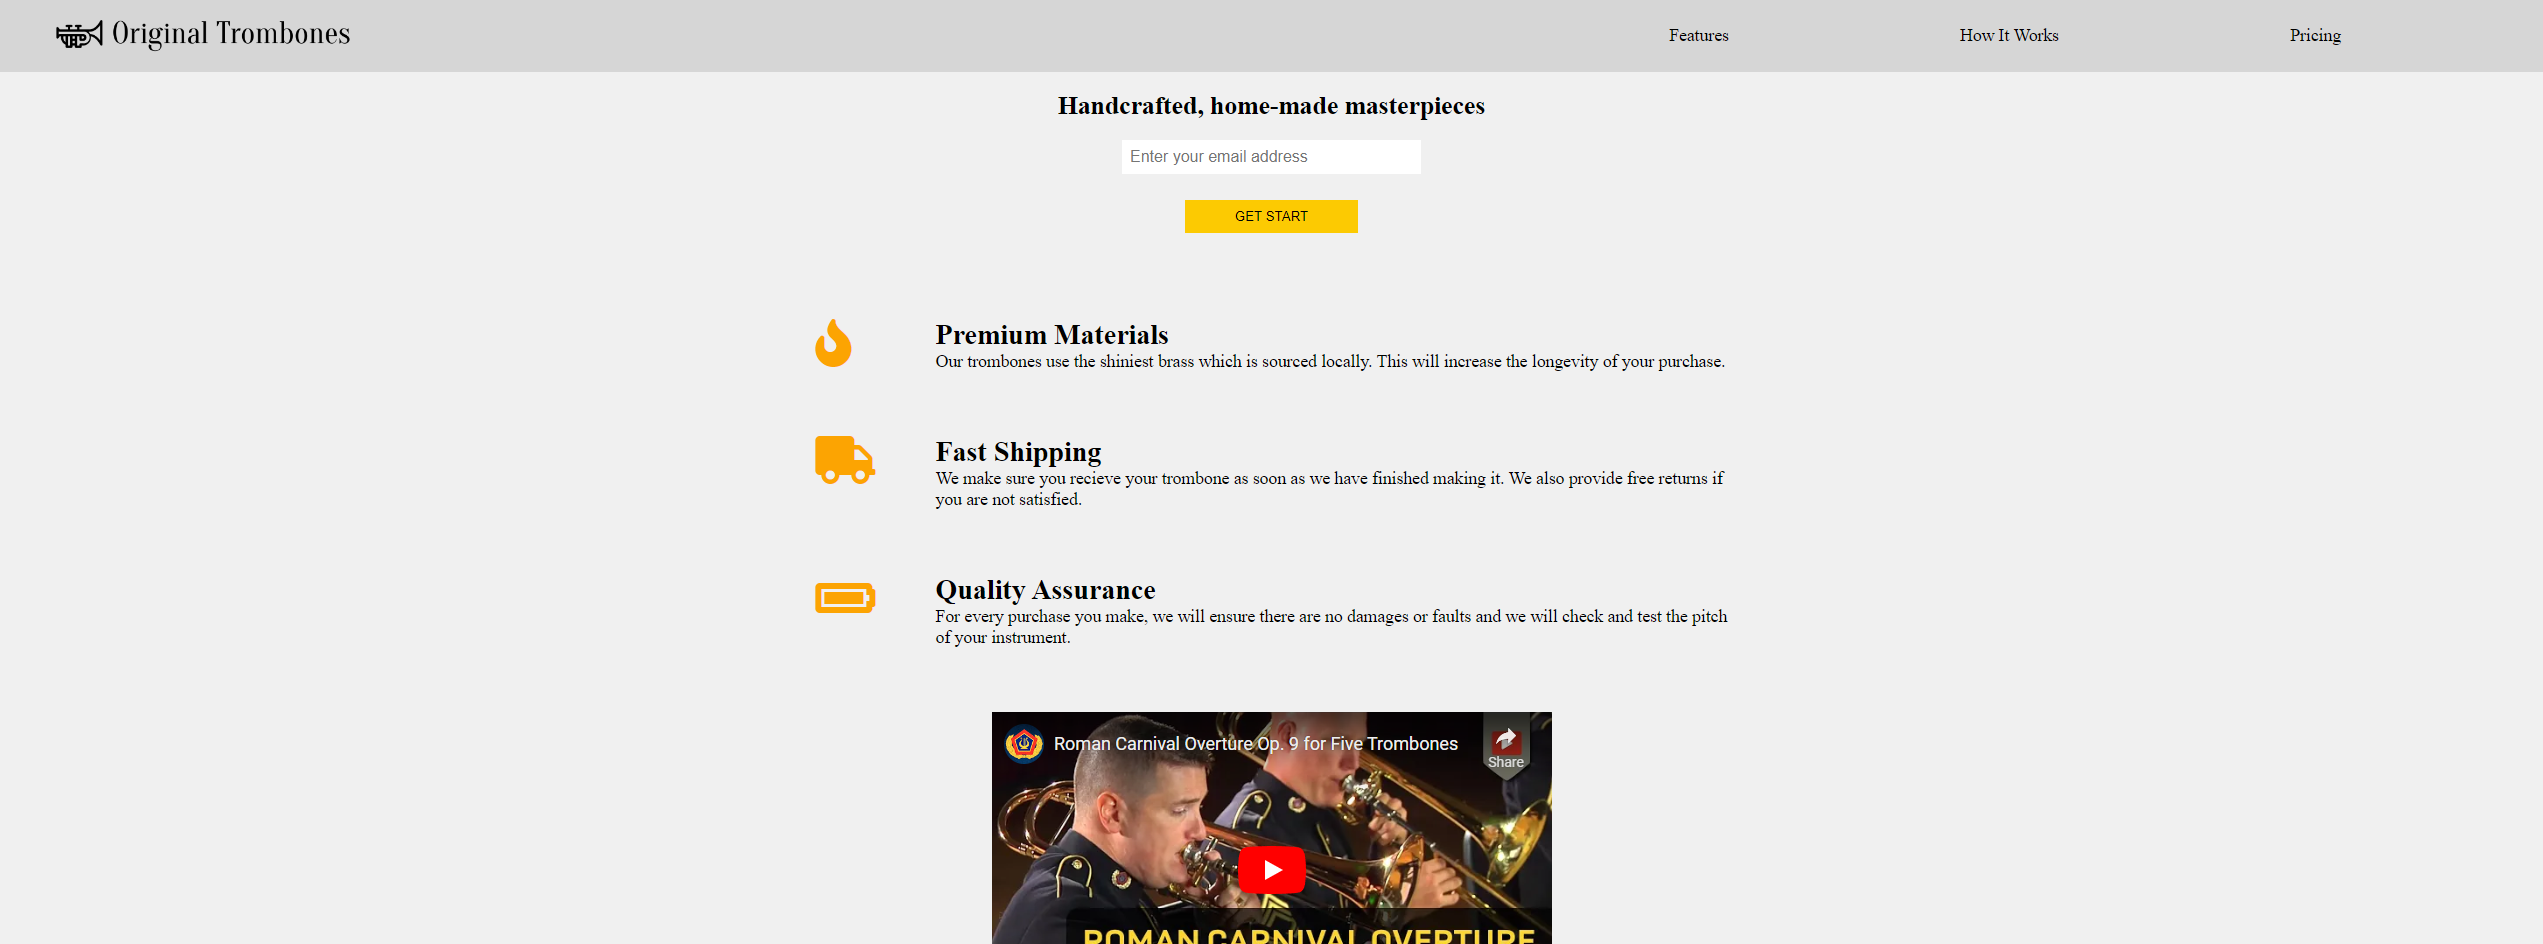 Original Trombones
Features
How It Works
Pricing
Handcrafted, home-made masterpieces
Enter your email address
GET START
Premium Materials
Our trombones use the shiniest brass which is sourced locally. This will increase the longevity of your purchase.
Fast Shipping
We make sure you recieve your trombone as soon as we have finished making it. We also provide free returns if
you are not satisfied.
Quality Assurance
For every purchase you make, we will ensure there are no damages or faults and we will check and test the pitch
of your instrument.
Roman Carnival Overture Op. 9 for Five Trombones
Share
ROMAN CARNIVAL OVERTURE